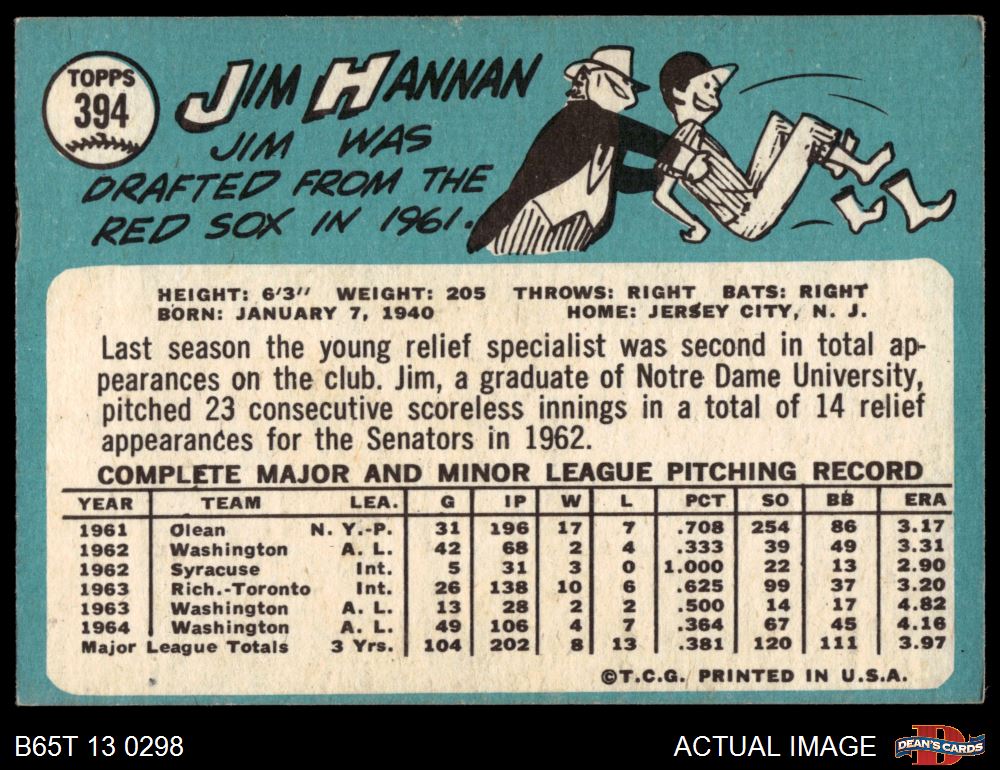 TOPPS
394
JIM HANNAN
JIM WAS
DRAFTED FROM THE
RED SOX IN 1961.
HEIGHT: 6'3" WEIGHT: 205 THROWS: RIGHT BATS: RIGHT
BORN: JANUARY 7, 1940 HOME: JERSEY CITY, N. J.
Last season the young relief specialist was second in total ap-
pearances on the club. Jim, a graduate of Notre Dame University,
pitched 23 consecutive scoreless innings in a total of 14 relief
appearances for the Senators in 1962.
COMPLETE MAJOR AND MINOR LEAGUE PITCHING RECORD
YEAR TEAM LEA. G IP W L PCT SO BB ERA
1961 Olean N. Y.-P. 31 196 17 7 .708 254 86 3.17
1962 Washington A. L. 42 68 2 4 .333 39 49 3.31
1962 Syracuse Int. 5 31 3 0 1.000 22 13 2.90
1963 Rich.-Toronto Int. 26 138 10 6 .625 99 37 3.20
1963 Washington A. L. 13 28 2 2 .500 14 17 4.82
1964 Washington A. L. 49 106 4 7 .364 67 45 4.16
Major League Totals 3 Yrs. 104 202 8 13 .381 120 111 3.97
©T.C.G. PRINTED IN U.S.A.
B65T 13 0298 ACTUAL IMAGE DEAN'S CARDS